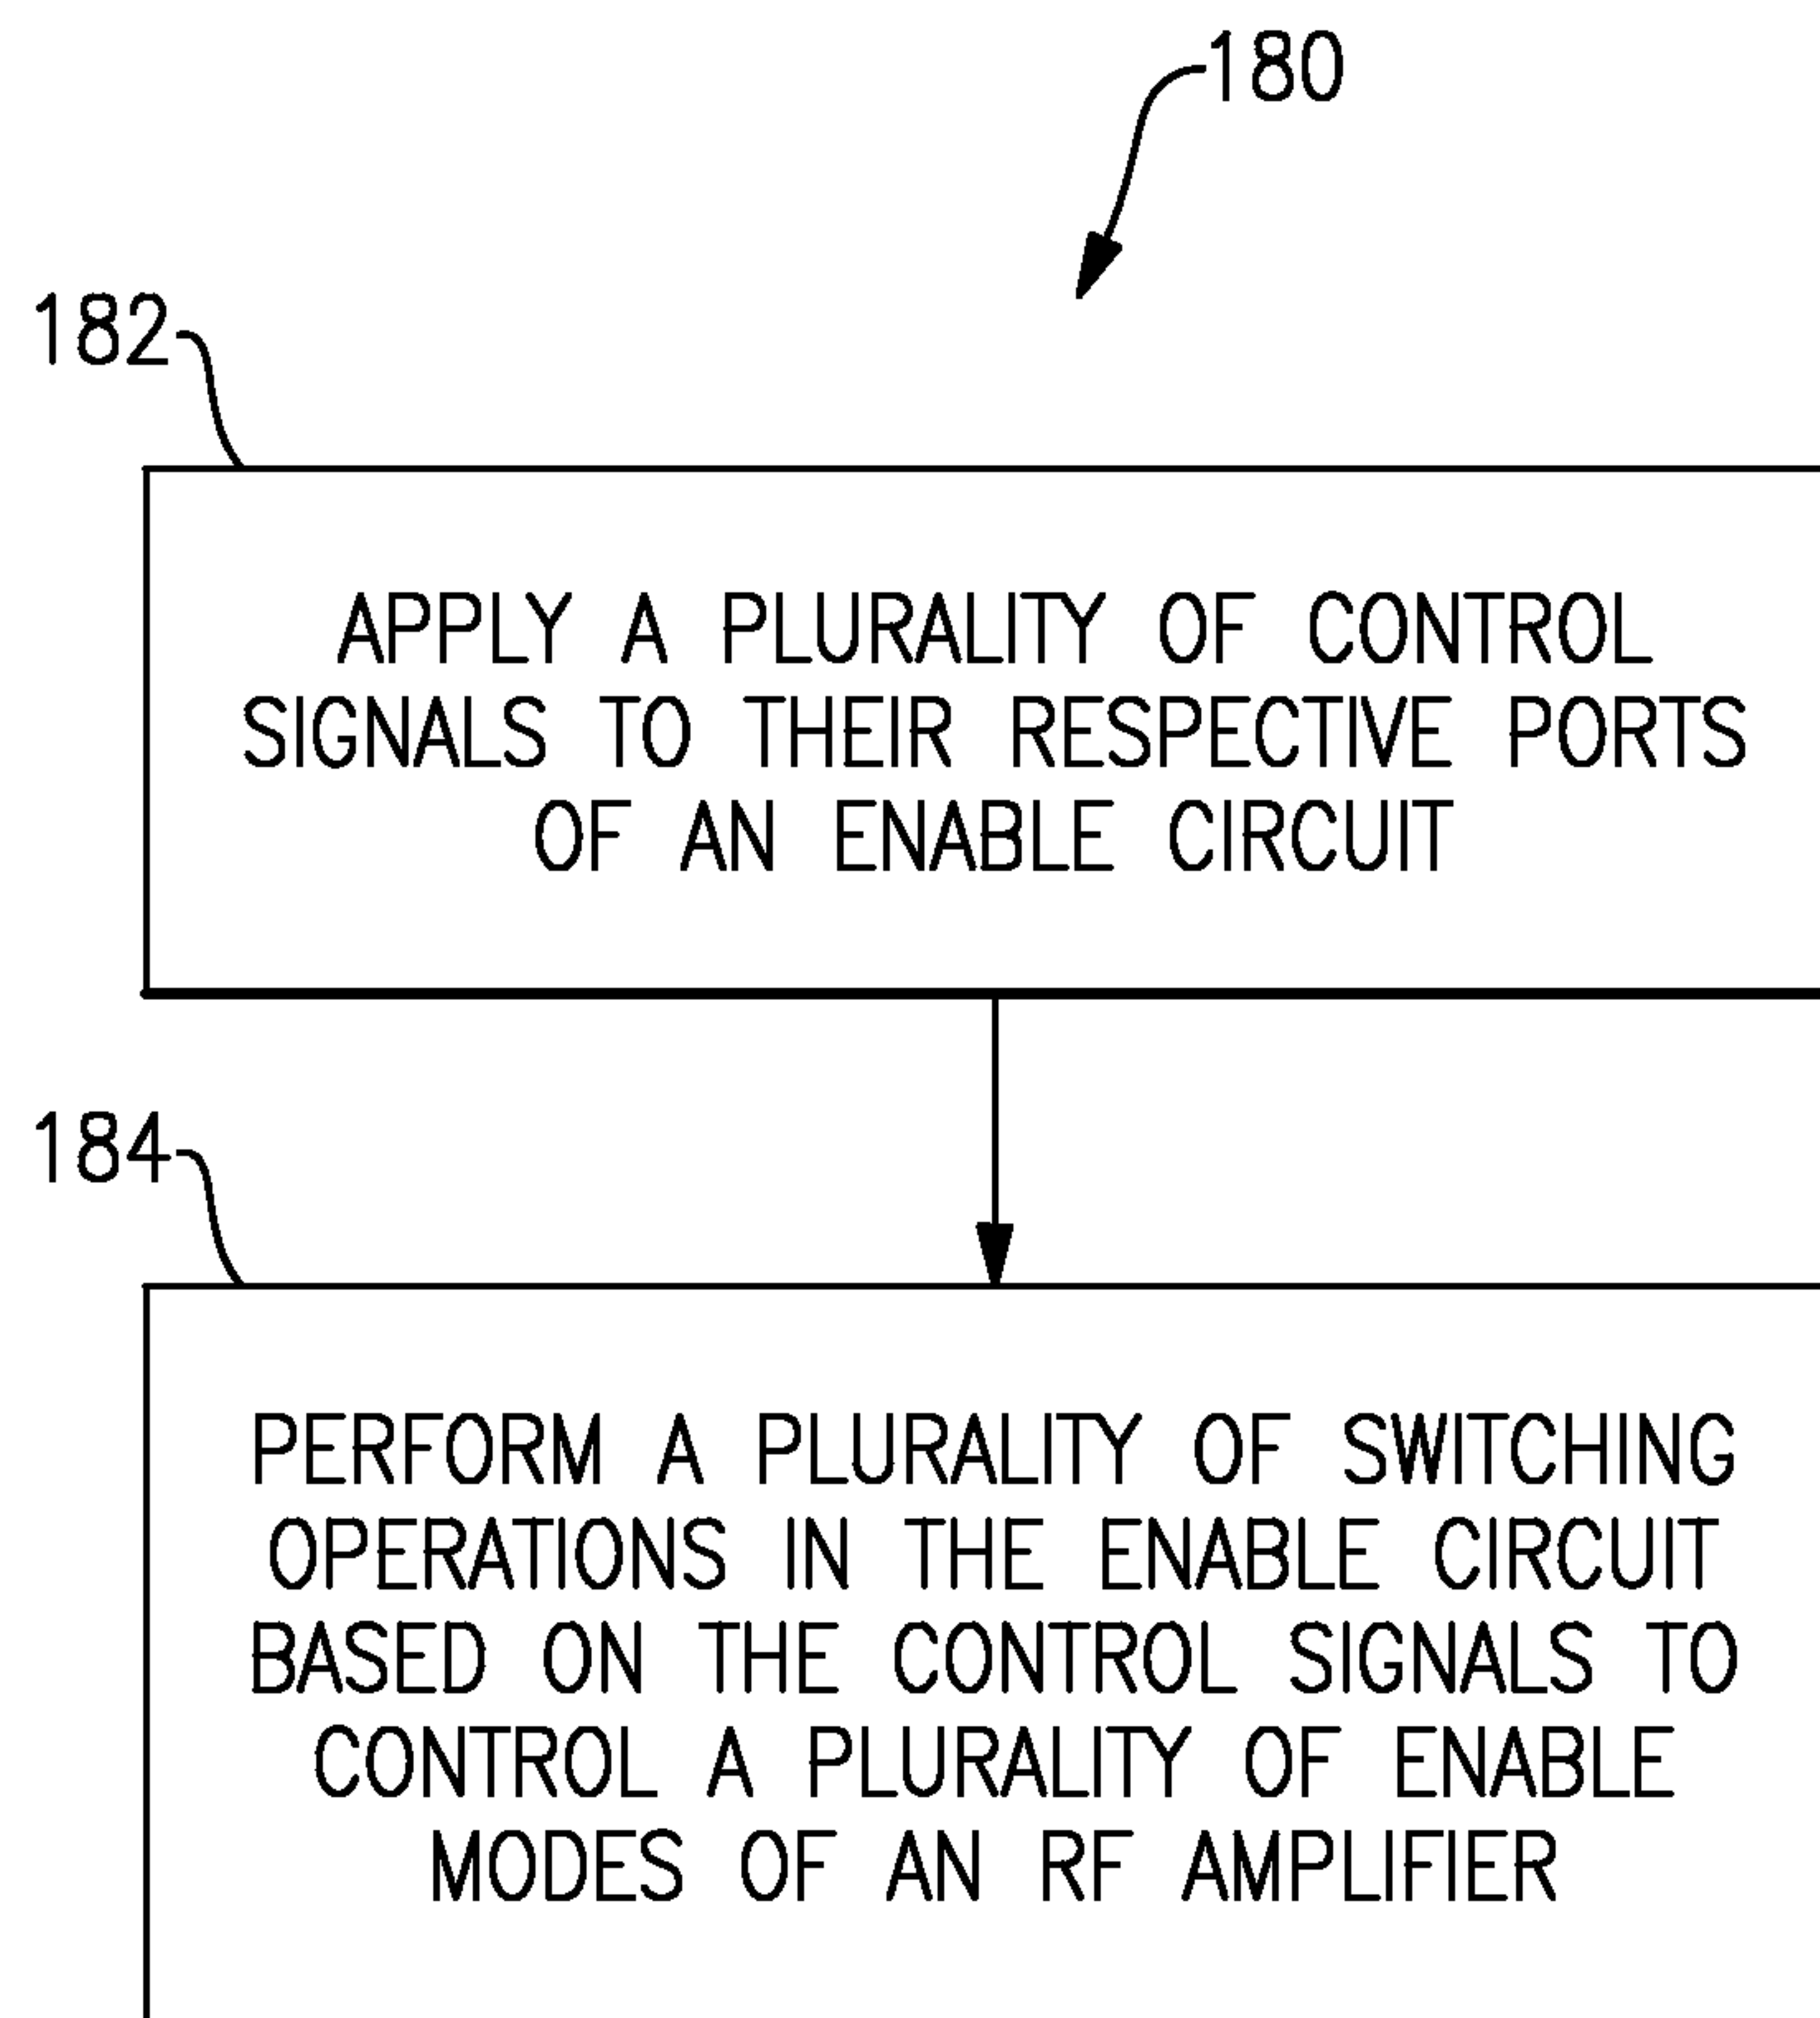 180
182
APPLY A PLURALITY OF CONTROL
SIGNALS TO THEIR RESPECTIVE PORTS
OF AN ENABLE CIRCUIT
184
PERFORM A PLURALITY OF SWITCHING
OPERATIONS IN THE ENABLE CIRCUIT
BASED ON THE CONTROL SIGNALS TO
CONTROL A PLURALITY OF ENABLE
MODES OF AN RF AMPLIFIER